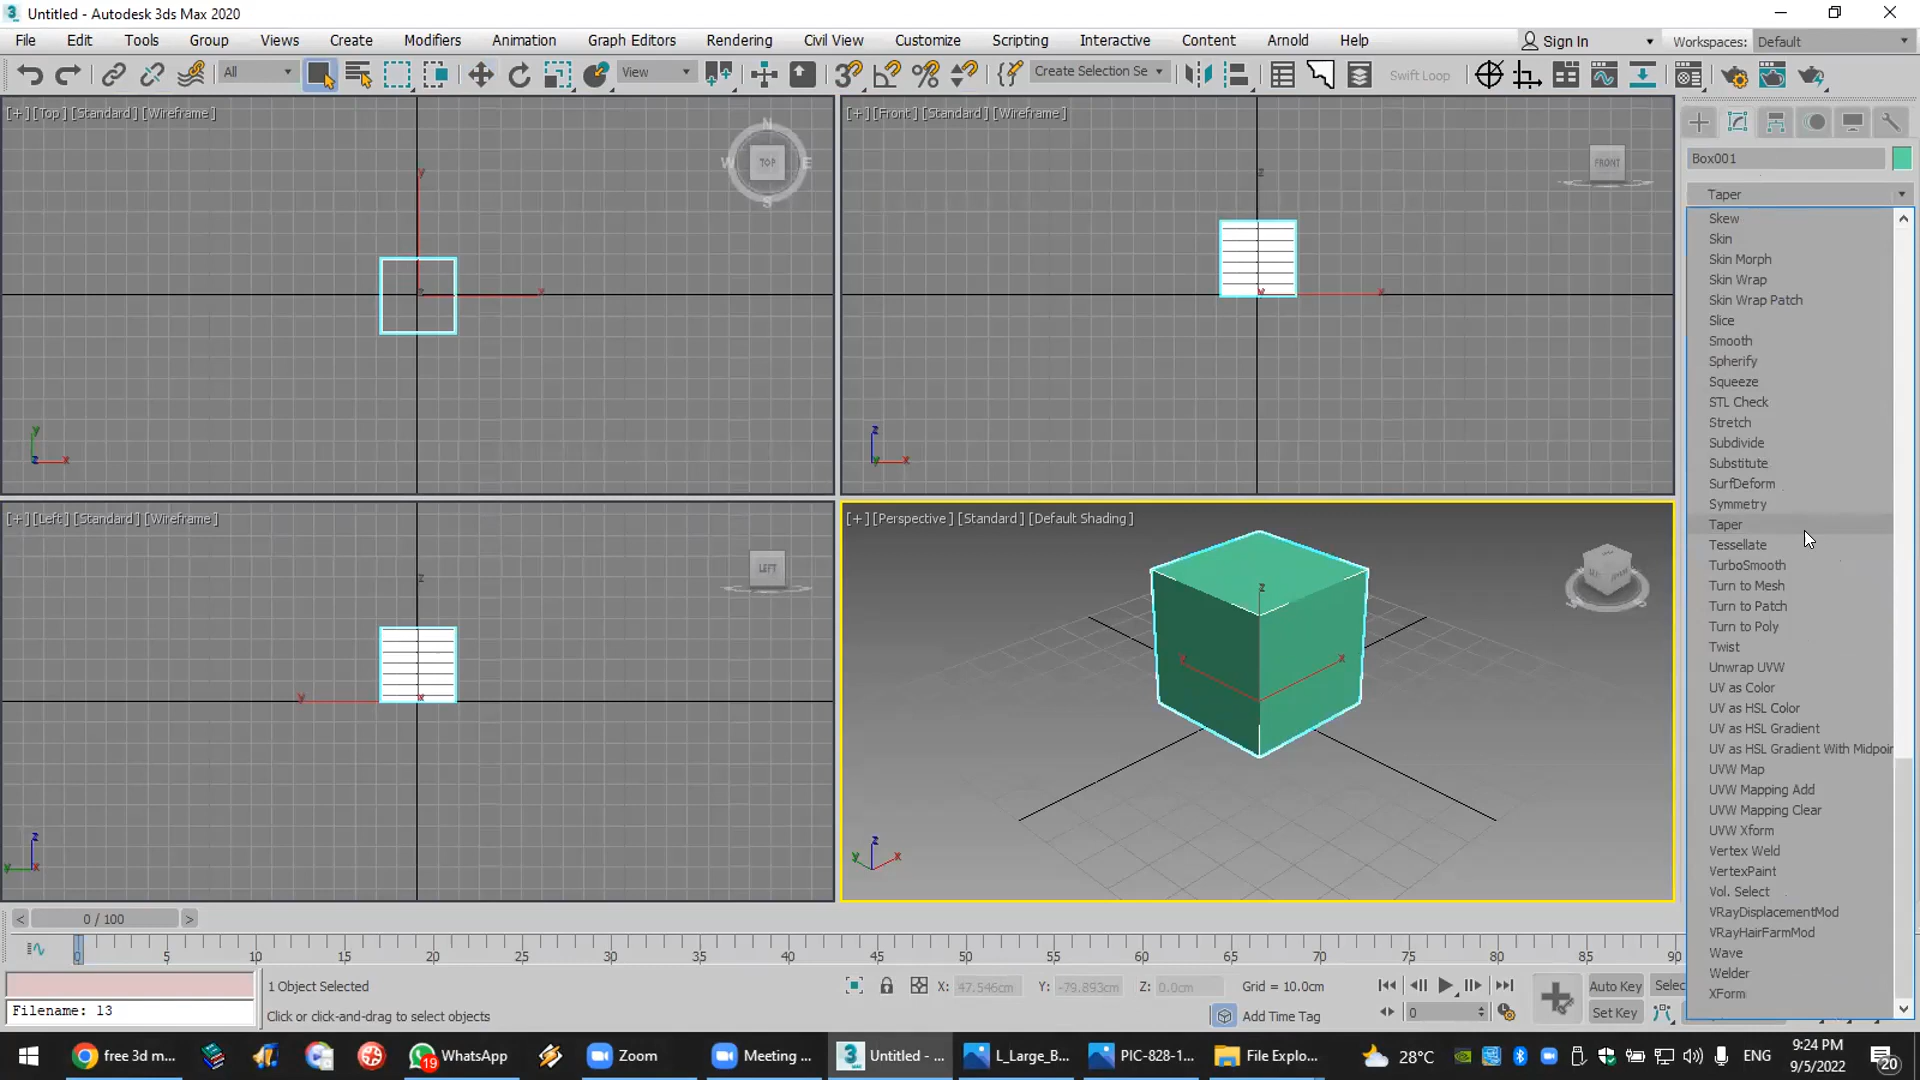 Untitled - Autodesk 3ds Max 2020
File Edit Tools Group Views Create Modifiers Animation Graph Editors Rendering Civil View Customize Scripting Interactive Content Arnold Help Sign In Workspaces: Default
All View Create Selection Se Swift Loop
[+] [Top] [Standard] [Wireframe]
[+] [Front] [Standard] [Wireframe]
N
W TOP E
S
FRONT
Box001
Taper
Skew
Skin
Skin Morph
Skin Wrap
Skin Wrap Patch
Slice
Smooth
Spherify
Squeeze
STL Check
Stretch
Subdivide
Substitute
SurfDeform
Symmetry
Taper
Tessellate
TurboSmooth
Turn to Mesh
Turn to Patch
Turn to Poly
Twist
Unwrap UVW
UV as Color
UV as HSL Color
UV as HSL Gradient
UV as HSL Gradient With Midpoin
UVW Map
UVW Mapping Add
UVW Mapping Clear
UVW Xform
Vertex Weld
VertexPaint
Vol. Select
VRayDisplacementMod
VRayHairFarmMod
Wave
Welder
XForm
[+] [Left] [Standard] [Wireframe]
[+] [Perspective] [Standard] [Default Shading]
LEFT
< 0 / 100 >
0 5 10 15 20 25 30 35 40 45 50 55 60 65 70 75 80 85 90
1 Object Selected X: 47.546cm Y: -79.893cm Z: 0.0cm Grid = 10.0cm Auto Key Selec
Filename: 13 Click or click-and-drag to select objects Add Time Tag 0 Set Key
free 3d m... 19 WhatsApp Zoom Meeting ... Untitled - ... L_Large_B... PIC-828-1... File Explo... 28°C ENG 9:24 PM
9/5/2022 20